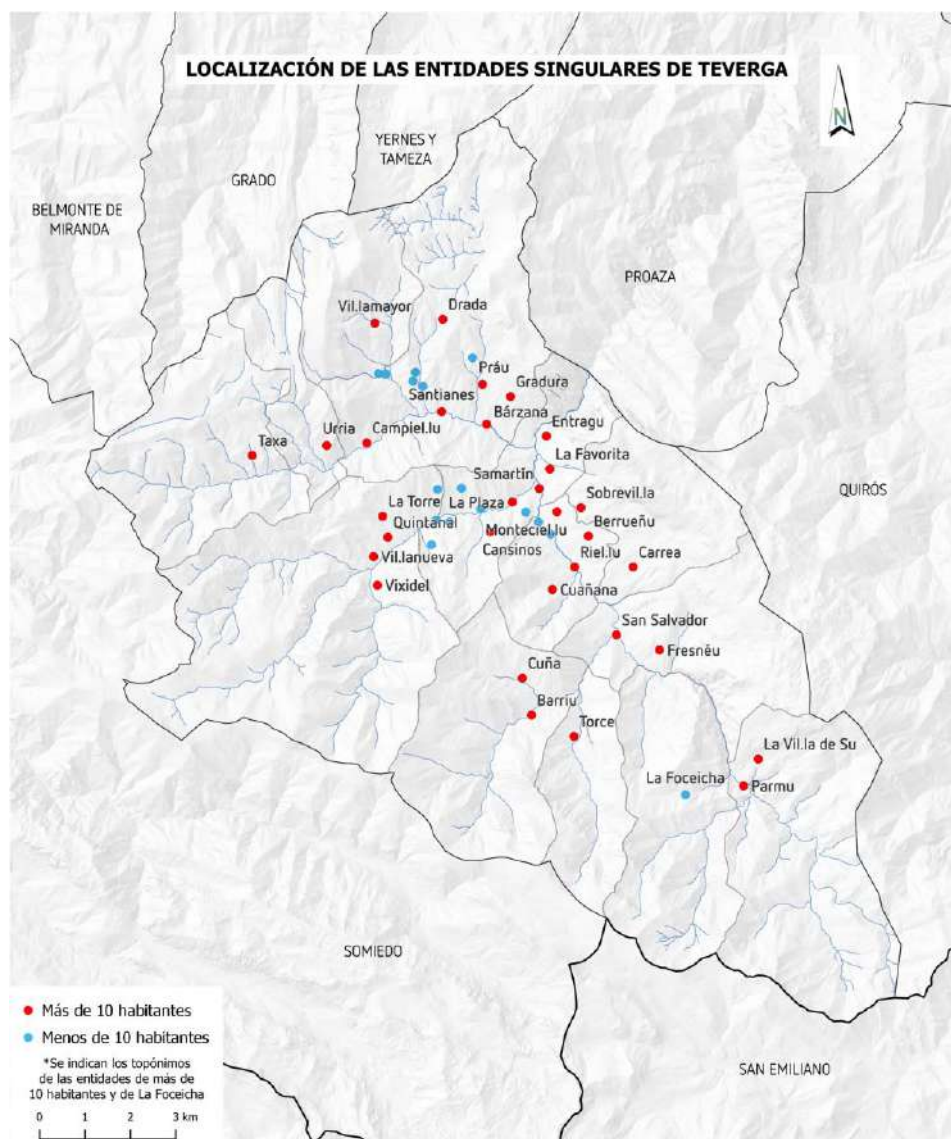 LOCALIZACIÓN DE LAS ENTIDADES SINGULARES DE TEVERGA
N
YERNES Y
TAMEZA
GRADO
BELMONTE DE
MIRANDA
PROAZA
Vil.lamayor
Drada
Práu
Gradura
Santianes
Bárzana
Entragu
Taxa
Urria
Campiel.lu
La Favorita
Samartín
QUIRÓS
La Torre
La Plaza
Sobrevil.la
Quintanal
Monteciel.lu
Berrueñu
Cansinos
Vil.lanueva
Riel.lu
Carrea
Vixidel
Cuañana
San Salvador
Fresnéu
Cuña
Barriu
Torce
La Vil.la de Su
La Foceicha
Parmu
SOMIEDO
SAN EMILIANO
Más de 10 habitantes
Menos de 10 habitantes
*Se indican los topónimos
de las entidades de más de
10 habitantes y de La Foceicha
0 1 2 3 km